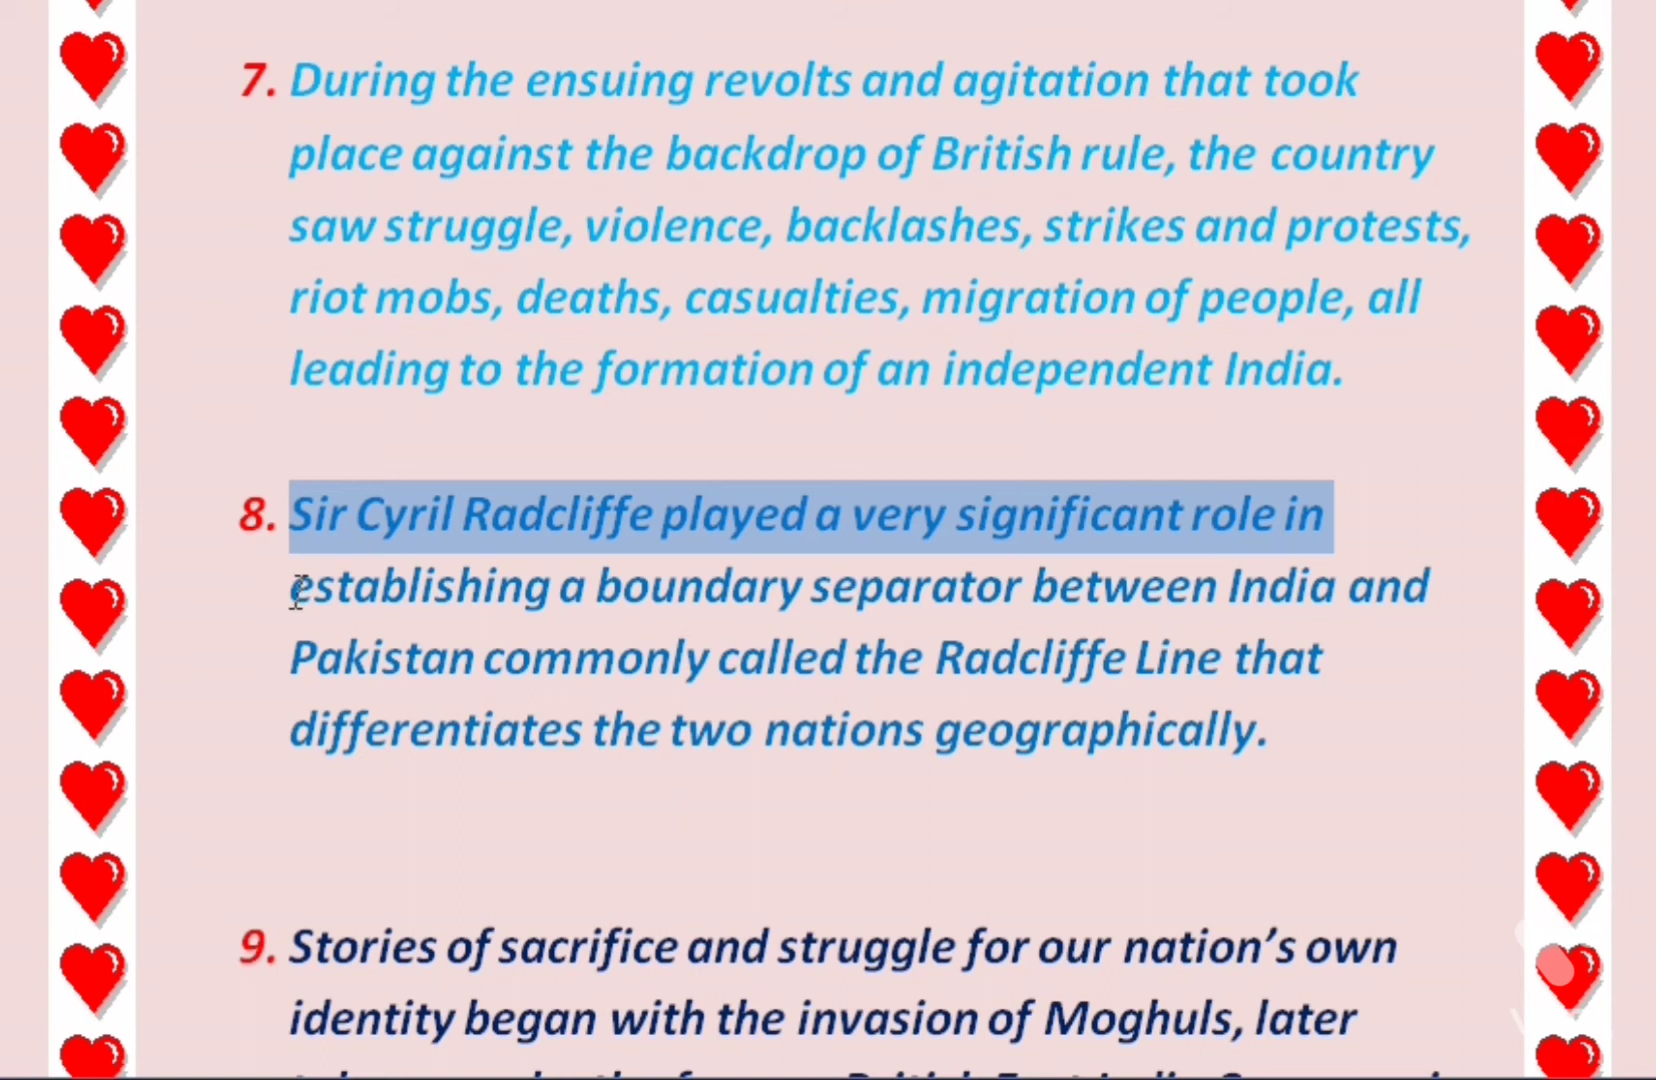 7. During the ensuing revolts and agitation that took
place against the backdrop of British rule, the country
saw struggle, violence, backlashes, strikes and protests,
riot mobs, deaths, casualties, migration of people, all
leading to the formation of an independent India.
8. Sir Cyril Radcliffe played a very significant role in
establishing a boundary separator between India and
Pakistan commonly called the Radcliffe Line that
differentiates the two nations geographically.
9. Stories of sacrifice and struggle for our nation's own
identity began with the invasion of Moghuls, later